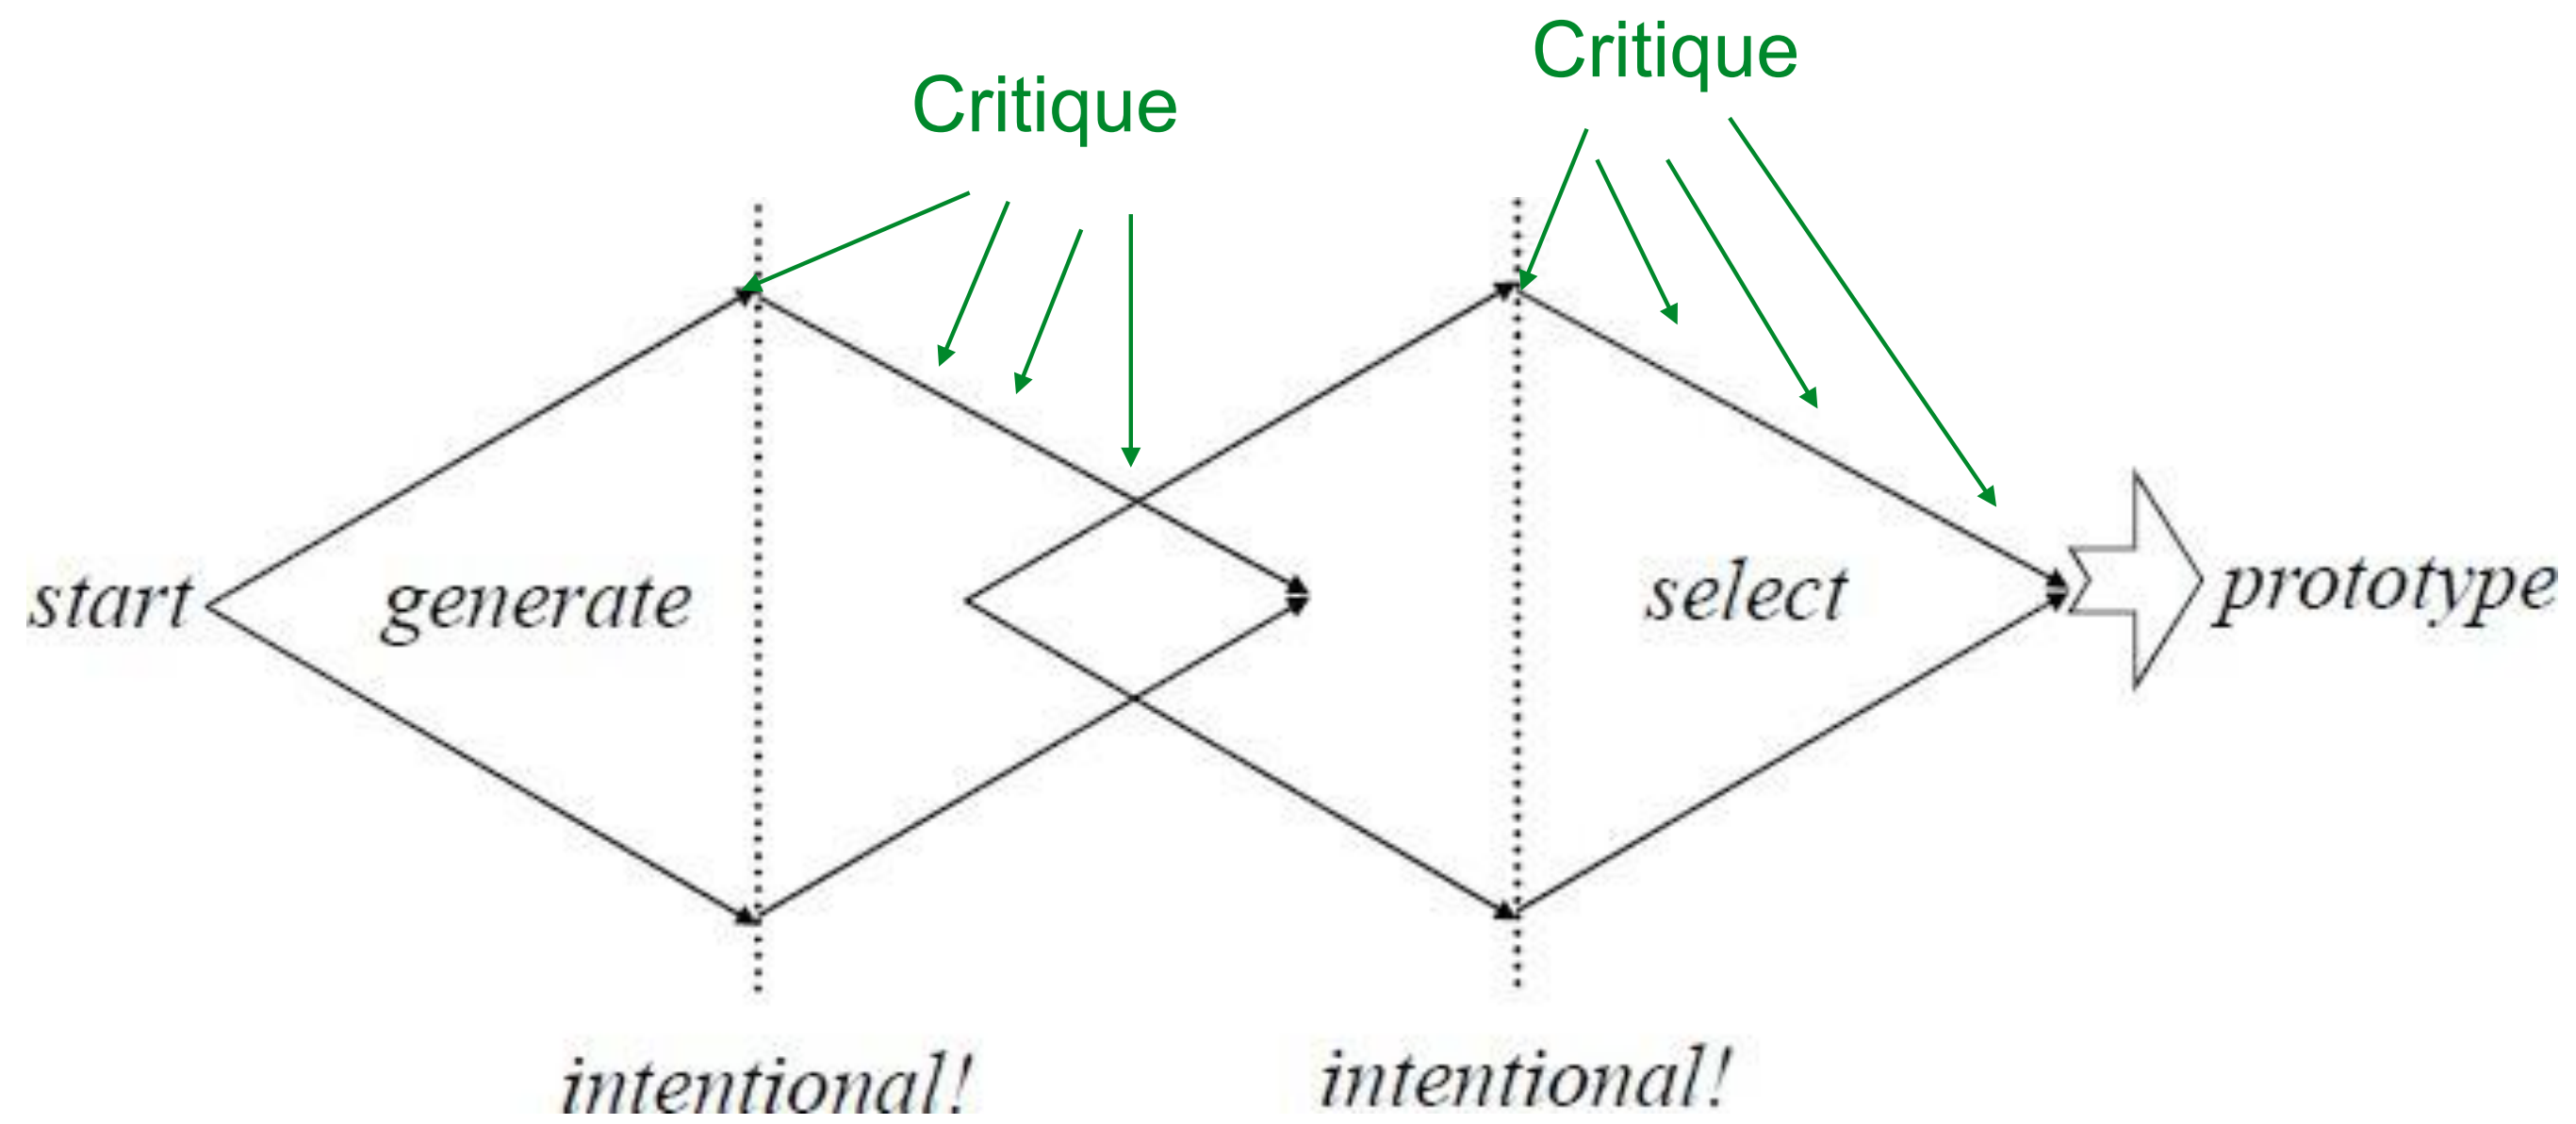 Critique
Critique
start
generate
select
prototype
intentional!
intentional!